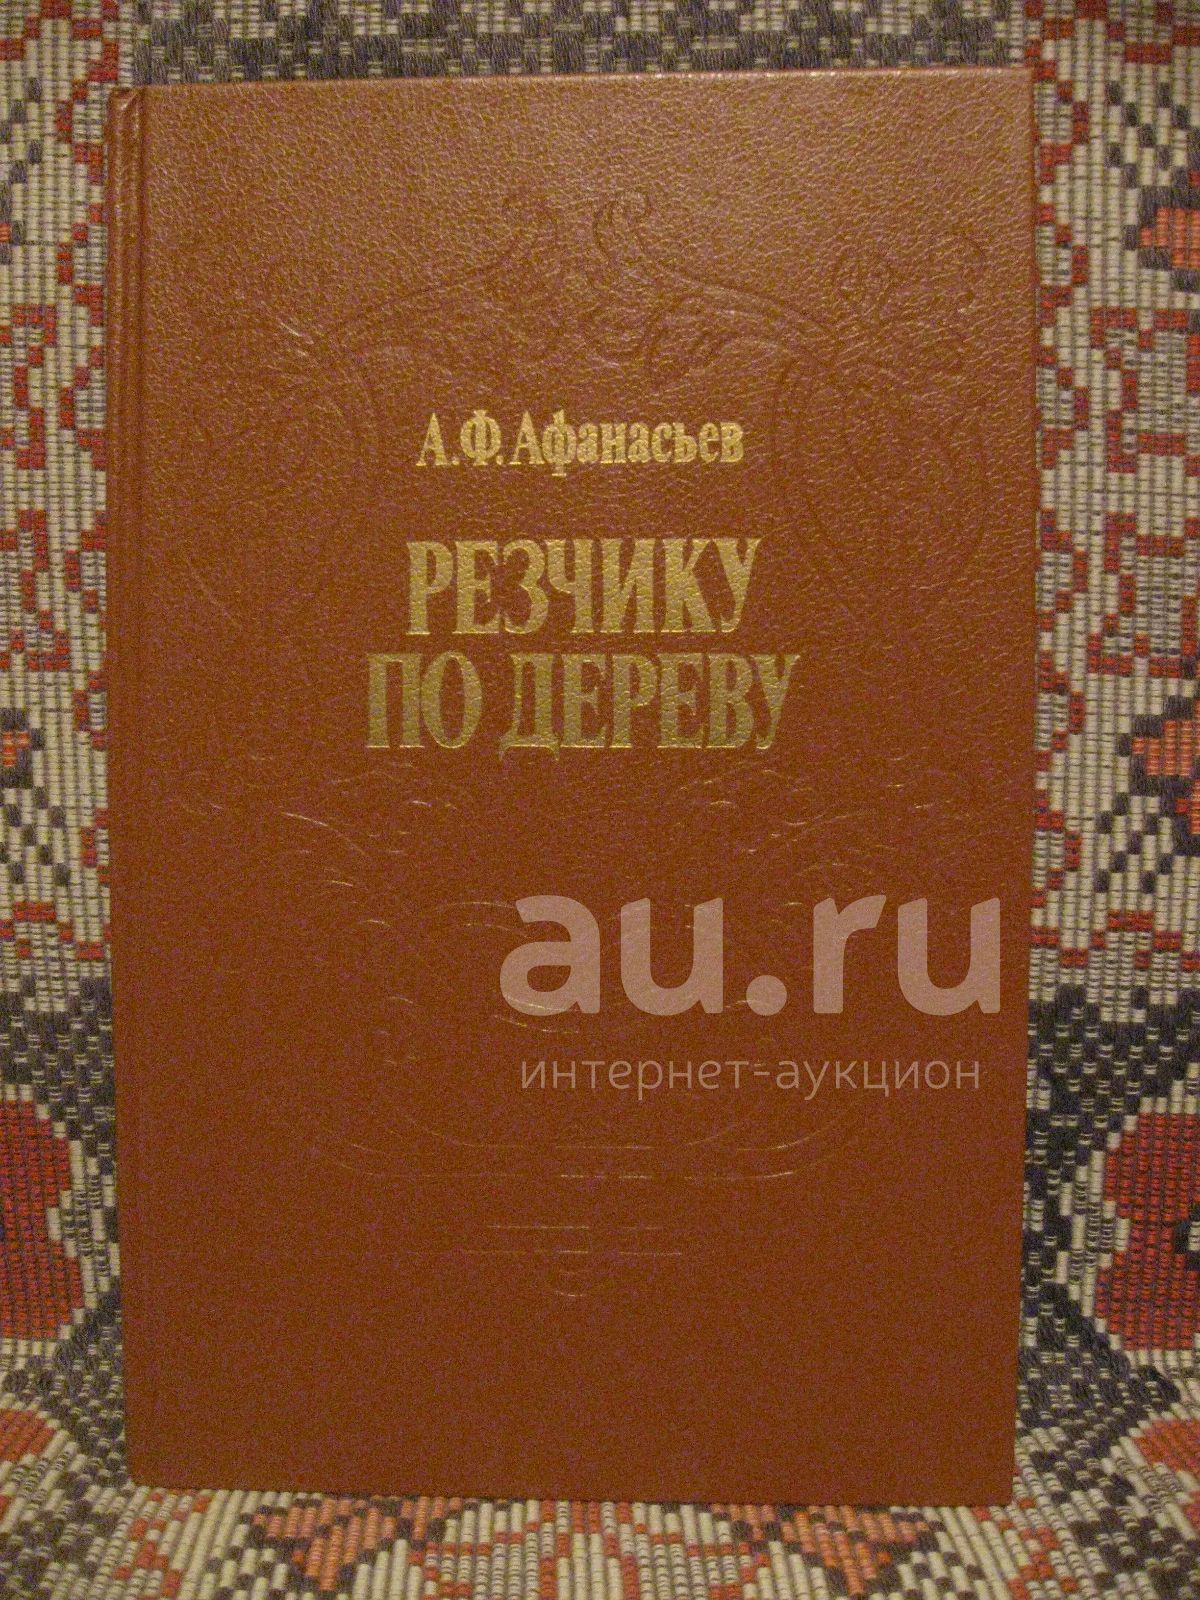 А.Ф.Афанасьев
РЕЗЧИКУ
ПО ДЕРЕВУ
au.ru
интернет-аукцион